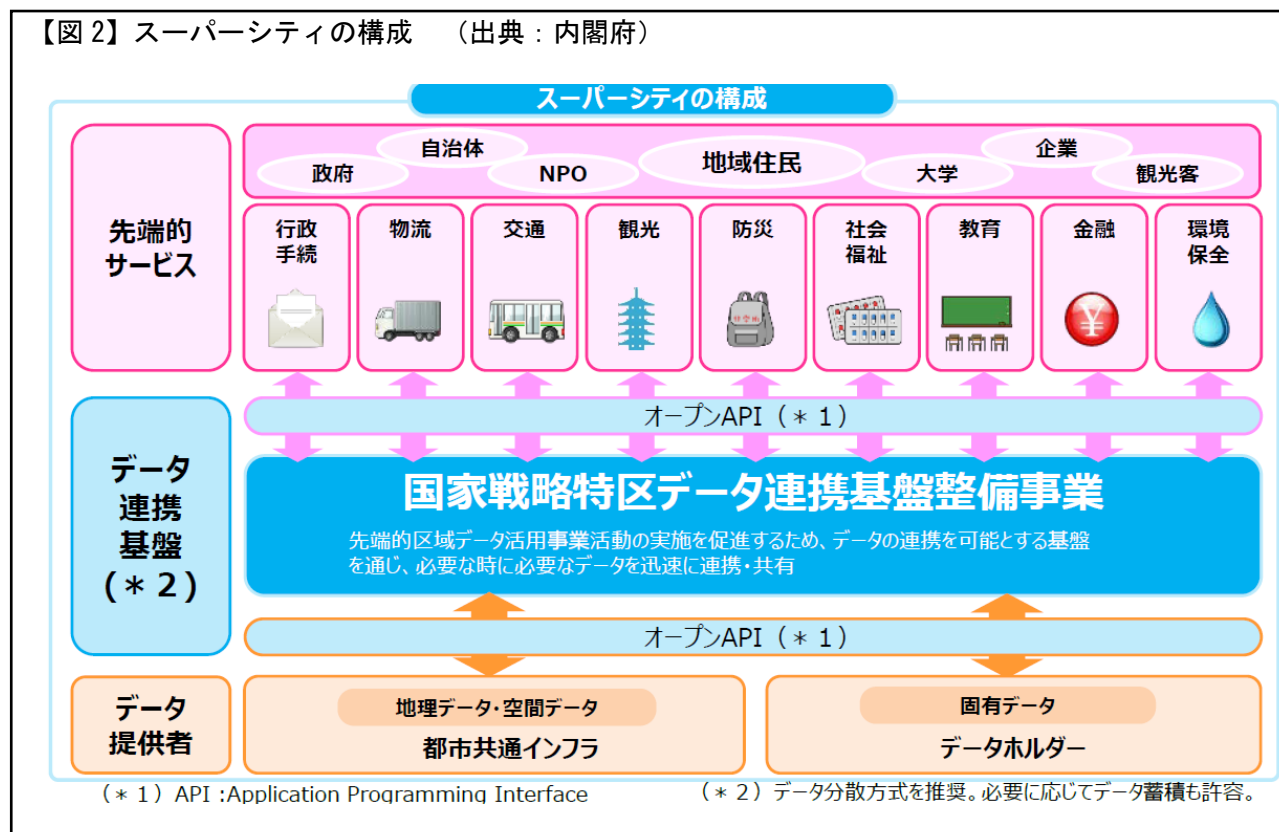 【図2】スーパーシティの構成 （出典：内閣府）
スーパーシティの構成
先端的
サービス
政府
自治体
NPO
地域住民
大学
企業
観光客
行政
手続
物流
交通
観光
防災
社会
福祉
教育
金融
環境
保全
オープンAPI（＊１）
データ
連携
基盤
（＊２）
国家戦略特区データ連携基盤整備事業
先端的区域データ活用事業活動の実施を促進するため、データの連携を可能とする基盤
を通じ、必要な時に必要なデータを迅速に連携・共有
オープンAPI（＊１）
データ
提供者
地理データ・空間データ
都市共通インフラ
固有データ
データホルダー
（＊１）API :Application Programming Interface
（＊２）データ分散方式を推奨。必要に応じてデータ蓄積も許容。